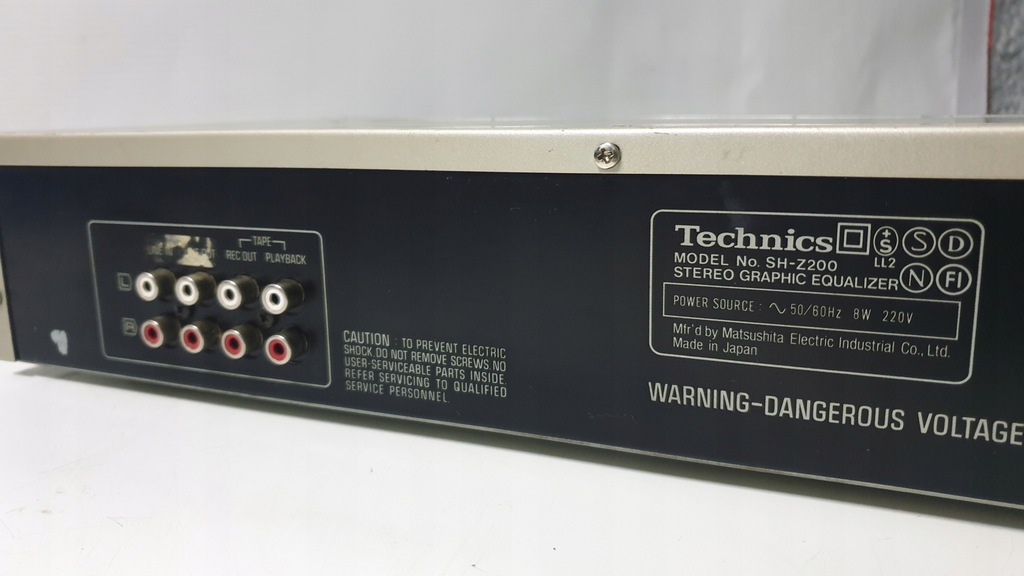 TAPE
REC OUT PLAYBACK
L
R
CAUTION : TO PREVENT ELECTRIC
SHOCK DO NOT REMOVE SCREWS. NO
USER-SERVICEABLE PARTS INSIDE.
REFER SERVICING TO QUALIFIED
SERVICE PERSONNEL.
Technics
+S
LL2
S
D
MODEL No. SH-Z200
STEREO GRAPHIC EQUALIZER
N
FI
POWER SOURCE : ∿ 50/60Hz 8W 220V
Mfr'd by Matsushita Electric Industrial Co., Ltd.
Made in Japan
WARNING-DANGEROUS VOLTAGE